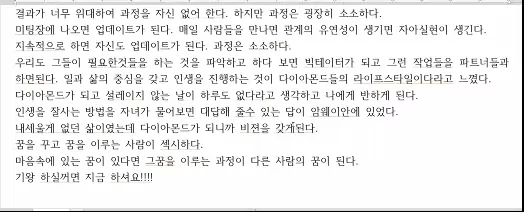 결과가 너무 위대하여 과정을 자신 없어 한다. 하지만 과정은 굉장히 소소하다.
미팅장에 나오면 업데이트가 된다. 매일 사람들을 만나면 관계의 유연성이 생기면 자아실현이 생긴다.
지속적으로 하면 자신도 업데이트가 된다. 과정은 소소하다.
우리도 그들이 필요한것들을 하는 것을 파악하고 하다 보면 빅테이터가 되고 그런 작업들을 파트너들과
하면된다. 일과 삶의 중심을 갖고 인생을 진행하는 것이 다이아몬드들의 라이프스타일이다라고 느꼈다.
다이아몬드가 되고 설레이지 않는 날이 하루도 없다라고 생각하고 나에게 반하게 된다.
인생을 잘사는 방법을 자녀가 물어보면 대답해 줄수 있는 답이 암웨이안에 있었다.
내세울게 없던 삶이였는데 다이아몬드가 되니까 비젼을 갖게된다.
꿈을 꾸고 꿈을 이루는 사람이 섹시하다.
마음속에 있는 꿈이 있다면 그꿈을 이루는 과정이 다른 사람의 꿈이 된다.
기왕 하실꺼면 지금 하셔요!!!!